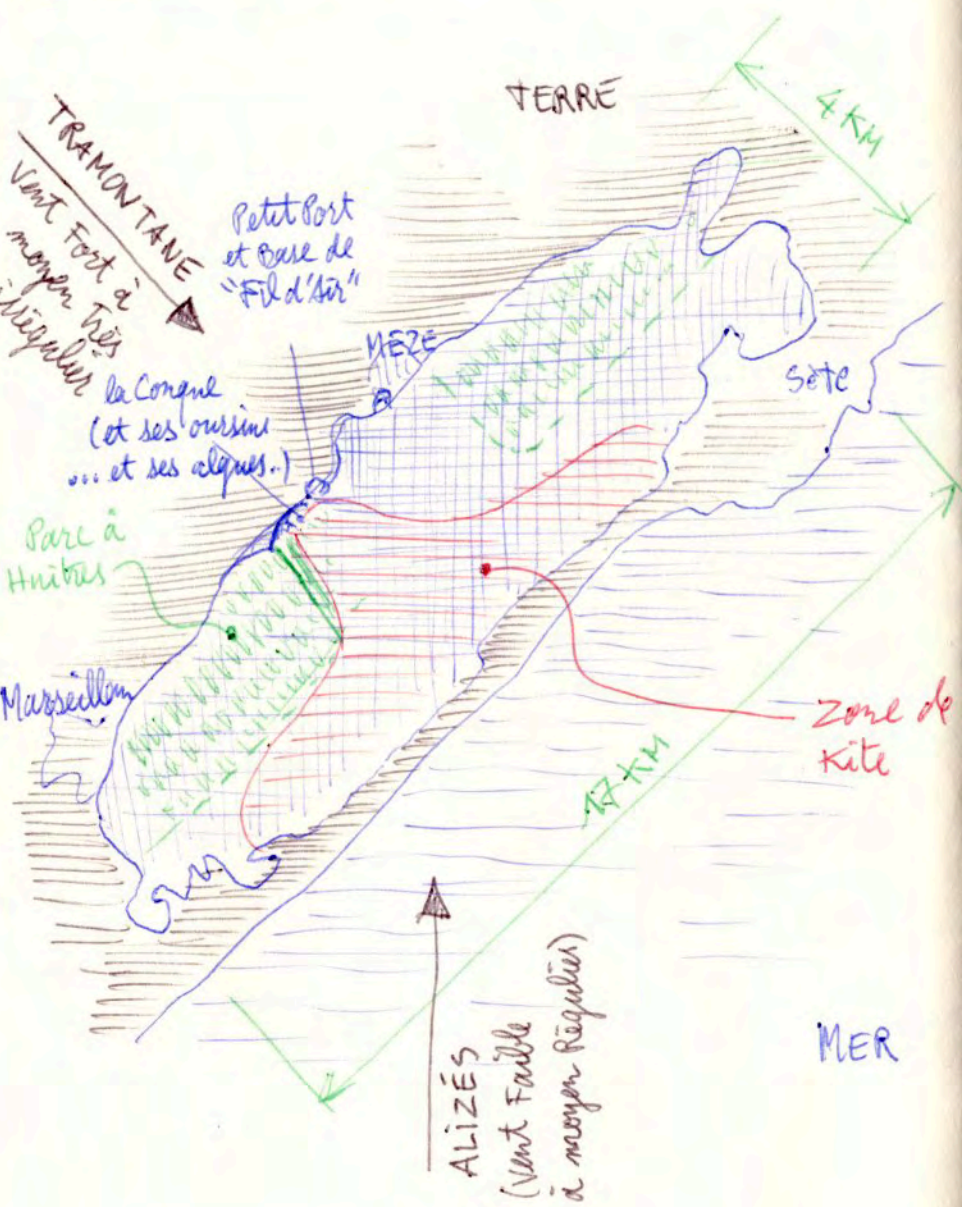 TERRE
4 KM
TRAMONTANE
Vent Fort à
moyen Très
irrégulier
Petit Port
et Base de
"Fil d'Air"
MÈZE
la Conque
(et ses oursins
... et ses algues.)
Sète
Parc à
Huîtres
Marseillan
Zone de
Kite
17 KM
ALIZÉS
(Vent Faible
à moyen Régulier)
MER